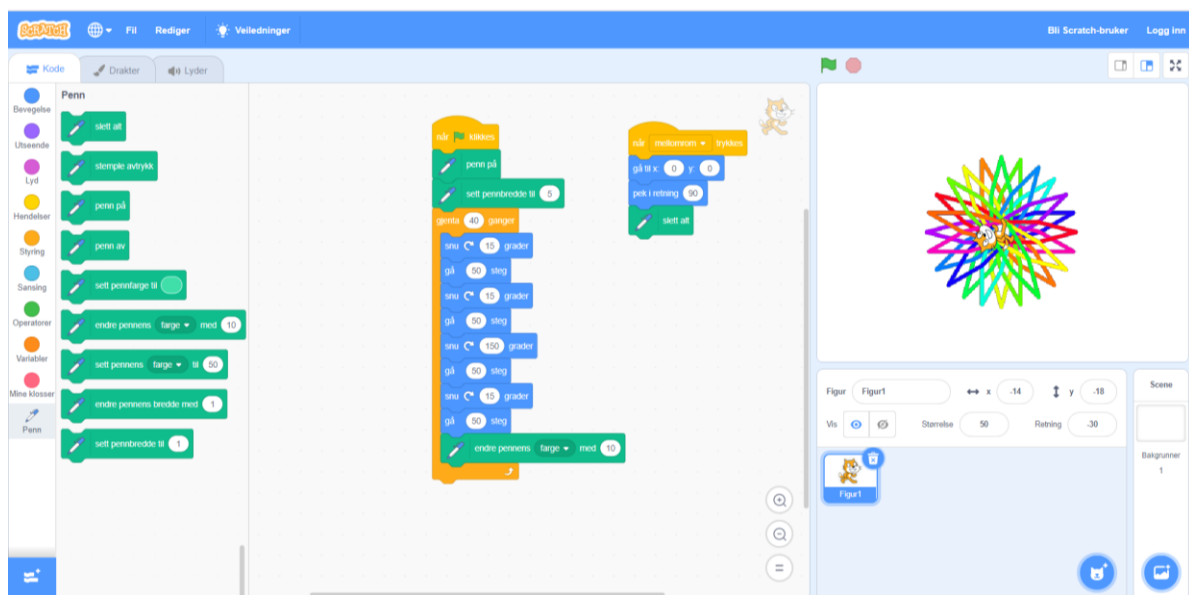 SCRATCH Fil Rediger Veiledninger Bli Scratch-bruker Logg inn
Kode Drakter Lyder
Bevegelse
Utseende
Lyd
Hendelser
Styring
Sansing
Operatorer
Variabler
Mine klosser
Penn
Penn
slett alt
stemple avtrykk
penn på
penn av
sett pennfarge til
endre pennens farge med 10
sett pennens farge til 50
endre pennens bredde med 1
sett pennbredde til 1
når klikkes
penn på
sett pennbredde til 5
gjenta 40 ganger
snu 15 grader
gå 50 steg
snu 15 grader
gå 50 steg
snu 150 grader
gå 50 steg
snu 15 grader
gå 50 steg
endre pennens farge med 10
når mellomrom trykkes
gå til x: 0 y: 0
pek i retning 90
slett alt
Figur Figur1 x -14 y -18
Vis Størrelse 50 Retning -30
Figur1
Scene
Bakgrunner
1